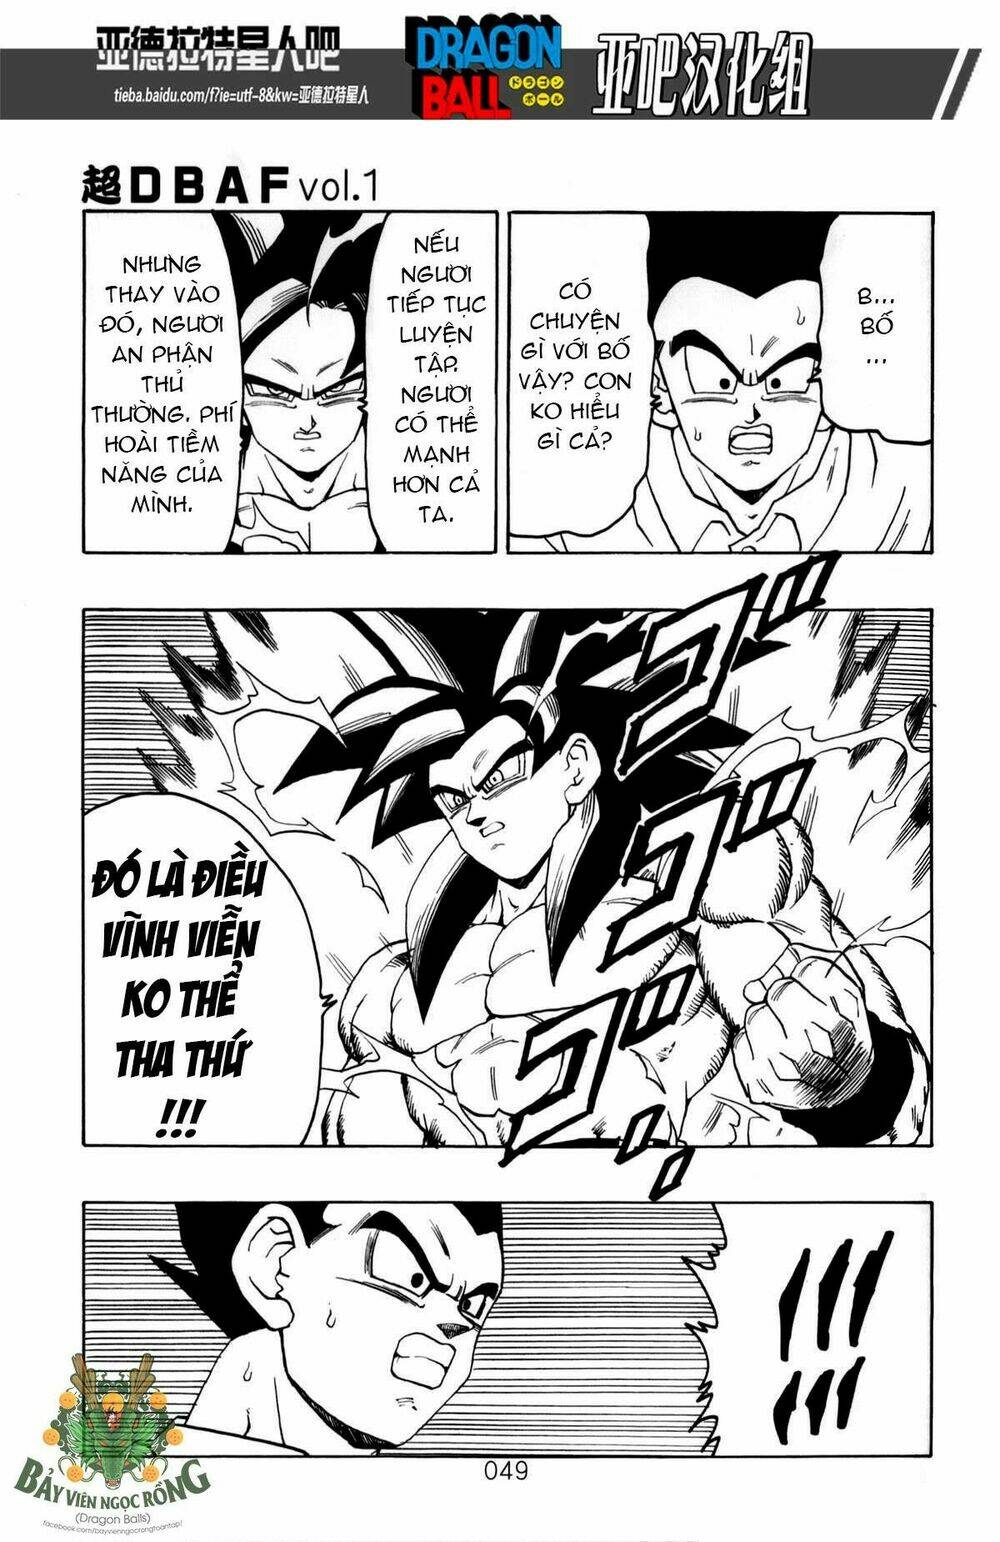 亚德拉特星人吧
tieba.baidu.com/f?ie=utf-8&kw=亚德拉特星人
DRAGON
BALL
ドラゴン
ボール
亚吧汉化组
超DBAF vol.1
B...
BỐ
...
CÓ
CHUYỆN
GÌ VỚI BỐ
VẬY? CON
KO HIỂU
GÌ CẢ?
NẾU
NGƯƠI
TIẾP TỤC
LUYỆN
TẬP.
NGƯƠI
CÓ THỂ
MẠNH
HƠN CẢ
TA.
NHƯNG
THAY VÀO
ĐÓ, NGƯƠI
AN PHẬN
THỦ
THƯỜNG. PHÍ
HOÀI TIỀM
NĂNG CỦA
MÌNH.
ゴゴゴ
ĐÓ LÀ ĐIỀU
VĨNH VIỄN
KO THỂ
THA THỨ
!!!
!!!
!!!
049
BẢY VIÊN NGỌC RỒNG
(Dragon Balls)
facebook.com/bayvienngocrongtoantap/